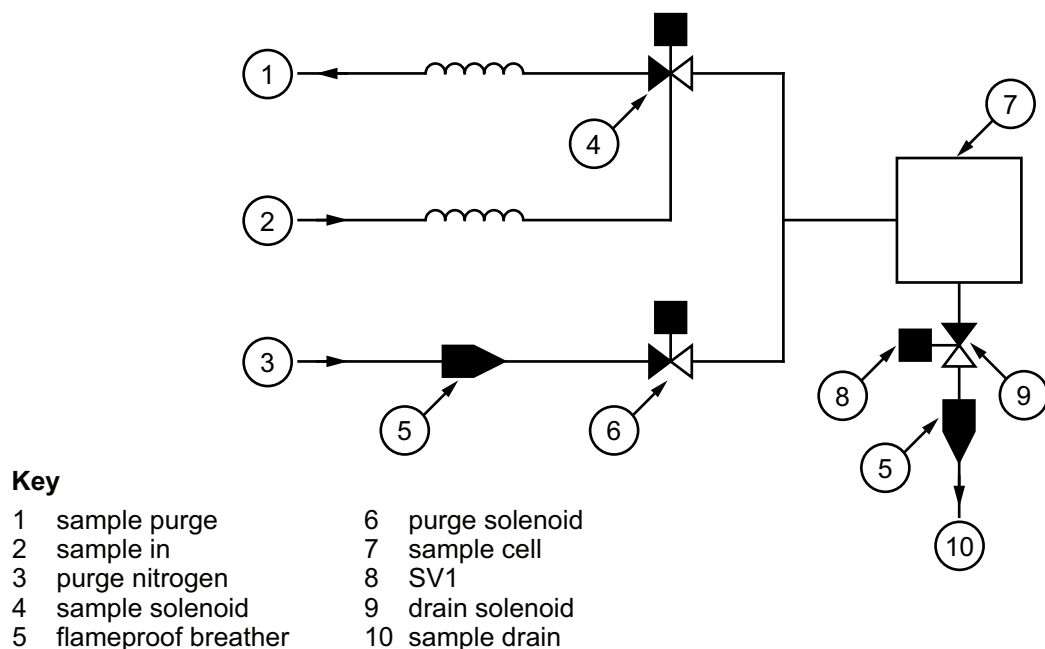 1
4
7
2
3
5
6
8
9
5
10
Key
1 sample purge
2 sample in
3 purge nitrogen
4 sample solenoid
5 flameproof breather
6 purge solenoid
7 sample cell
8 SV1
9 drain solenoid
10 sample drain